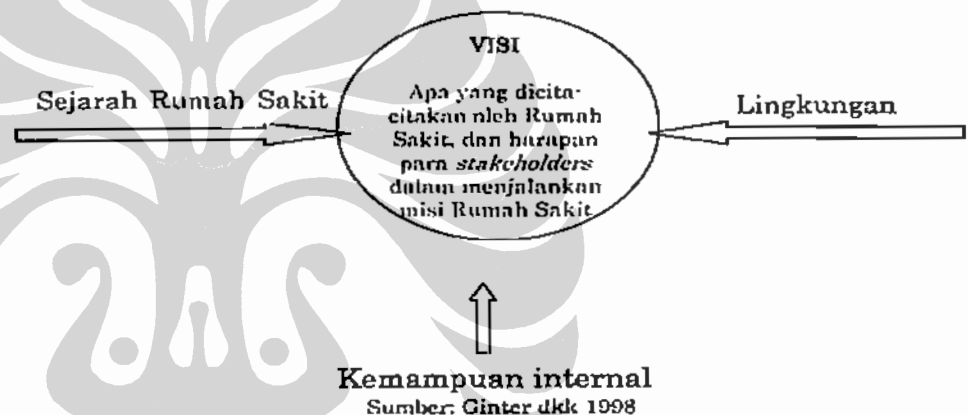 VISI
Sejarah Rumah Sakit
Apa yang dicita-
citakan oleh Rumah
Sakit, dan harapan
para stakeholders
dalam menjalankan
misi Rumah Sakit
Lingkungan
Kemampuan internal
Sumber: Ginter dkk 1998